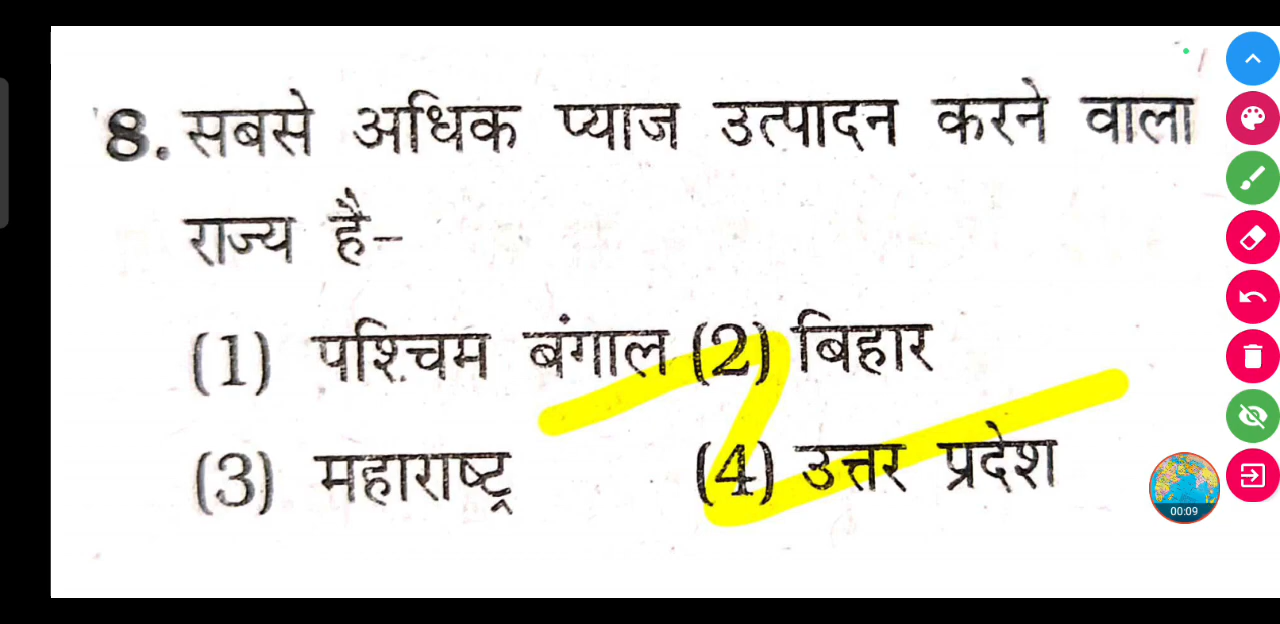 8. सबसे अधिक प्याज उत्पादन करने वाला
राज्य है-
(1) पश्चिम बंगाल (2) बिहार
(3) महाराष्ट्र (4) उत्तर प्रदेश
00:09